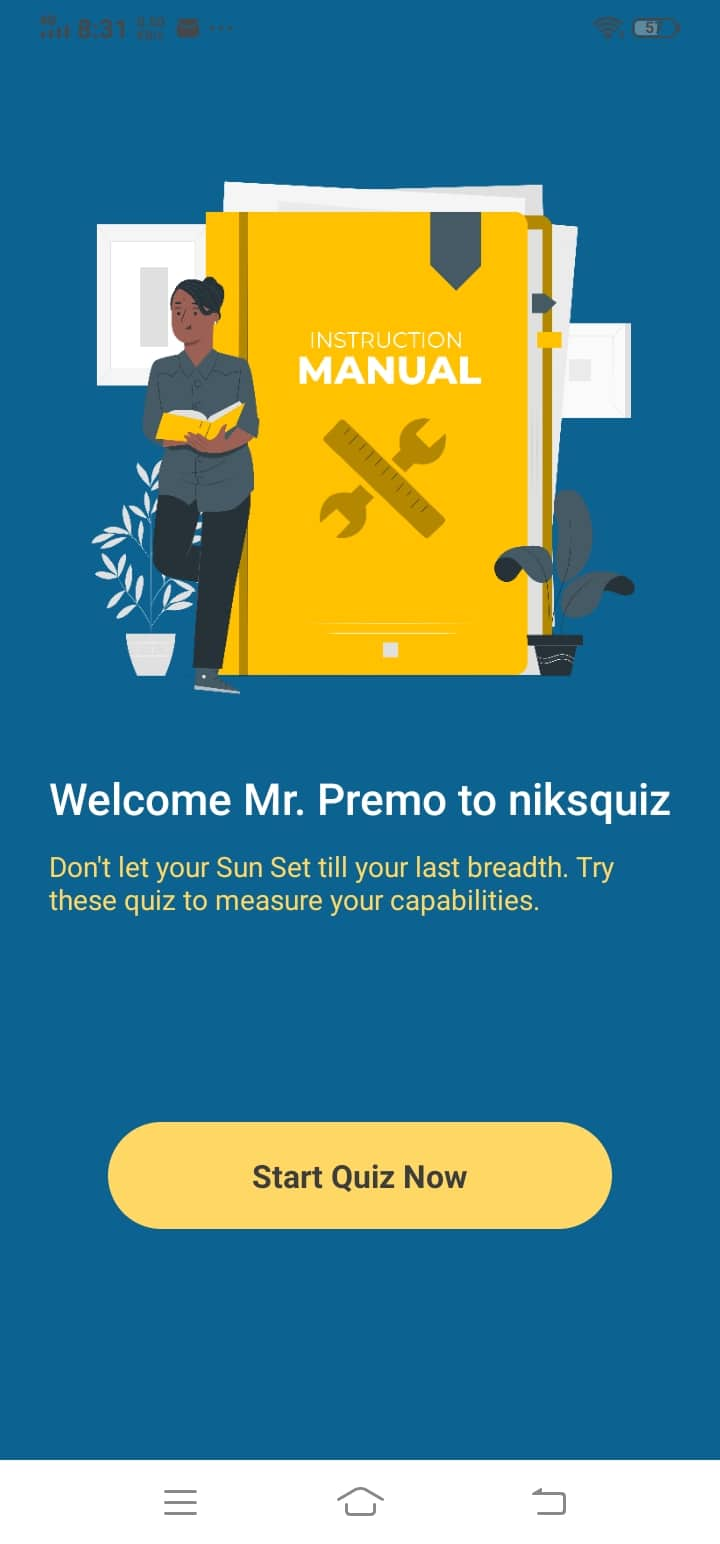 8:31
57
INSTRUCTION
MANUAL
Welcome Mr. Premo to niksquiz
Don't let your Sun Set till your last breadth. Try
these quiz to measure your capabilities.
Start Quiz Now